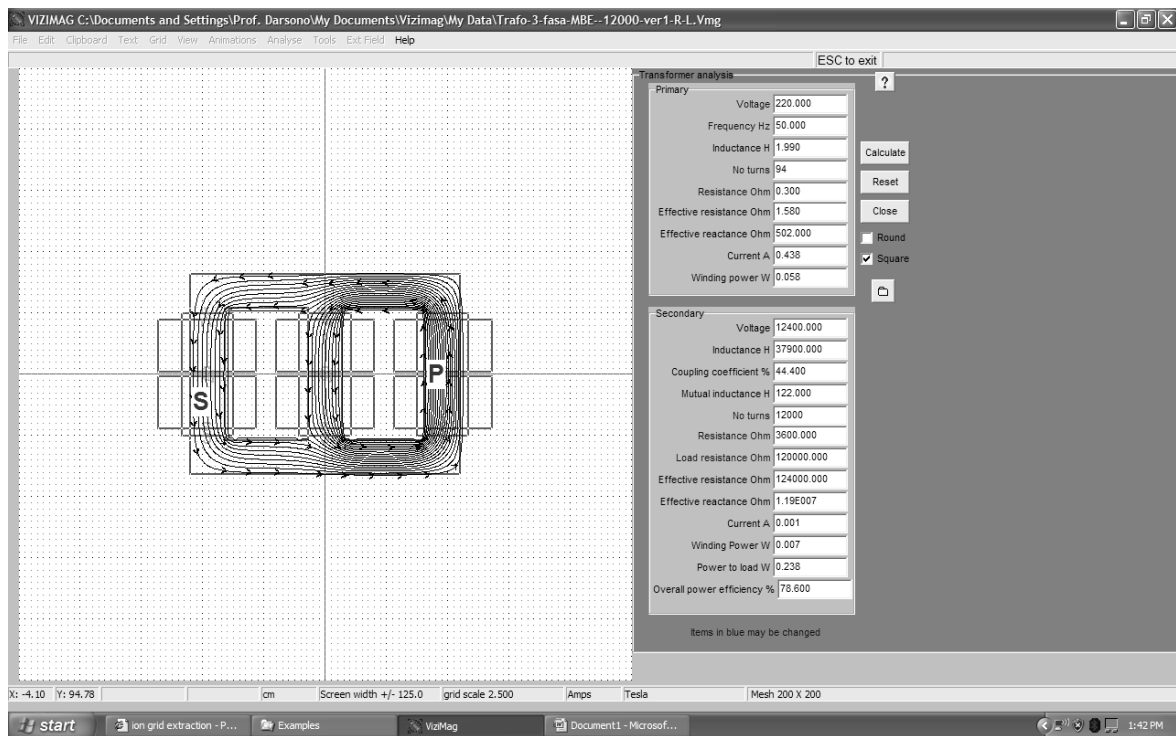 VIZIMAG C:\Documents and Settings\Prof. Darsono\My Documents\Vizimag\My Data\Trafo-3-fasa-MBE--12000-ver1-R-L.Vmg
File Edit Clipboard Text Grid View Animations Analyse Tools Ext Field Help
ESC to exit
Transformer analysis
?
Primary
Voltage 220.000
Frequency Hz 50.000
Inductance H 1.990
No turns 94
Resistance Ohm 0.300
Effective resistance Ohm 1.580
Effective reactance Ohm 502.000
Current A 0.438
Winding power W 0.058
Calculate
Reset
Close
Round
Square
Secondary
Voltage 12400.000
Inductance H 37900.000
Coupling coefficient % 44.400
Mutual inductance H 122.000
No turns 12000
Resistance Ohm 3600.000
Load resistance Ohm 120000.000
Effective resistance Ohm 124000.000
Effective reactance Ohm 1.19E007
Current A 0.001
Winding Power W 0.007
Power to load W 0.238
Overall power efficiency % 78.600
Items in blue may be changed
P
S
X: -4.10 Y: 94.78 cm Screen width +/- 125.0 grid scale 2.500 Amps Tesla Mesh 200 X 200
start ion grid extraction - P... Examples ViziMag Document1 - Microsof... 1:42 PM